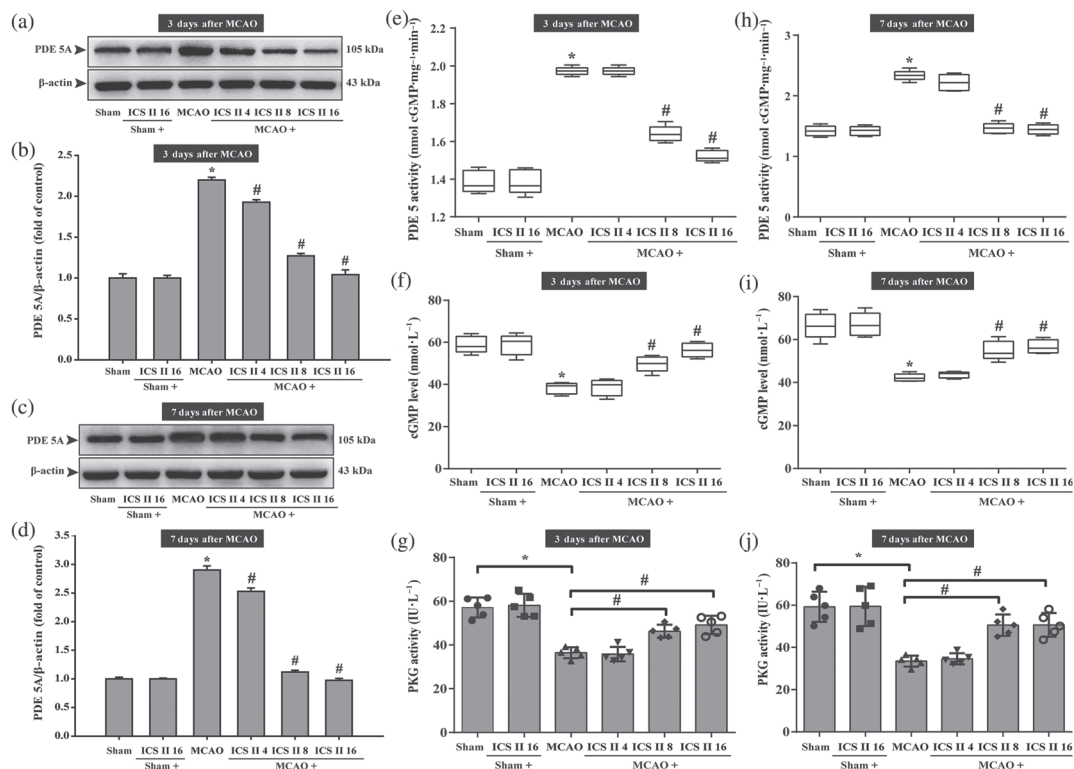 (a)
3 days after MCAO
PDE 5A
105 kDa
β-actin
43 kDa
Sham ICS II 16 MCAO ICS II 4 ICS II 8 ICS II 16
Sham + MCAO +
(b)
3 days after MCAO
PDE 5A/β-actin (fold of control)
2.5
2.0
1.5
1.0
0.5
0.0
*
#
#
#
Sham ICS II 16 MCAO ICS II 4 ICS II 8 ICS II 16
Sham + MCAO +
(c)
7 days after MCAO
PDE 5A
105 kDa
β-actin
43 kDa
Sham ICS II 16 MCAO ICS II 4 ICS II 8 ICS II 16
Sham + MCAO +
(d)
7 days after MCAO
PDE 5A/β-actin (fold of control)
3.5
3.0
2.5
2.0
1.5
1.0
0.5
0.0
*
#
#
#
Sham ICS II 16 MCAO ICS II 4 ICS II 8 ICS II 16
Sham + MCAO +
(e)
3 days after MCAO
PDE 5 activity (nmol cGMP·mg⁻¹·min⁻¹)
2.2
2.0
1.8
1.6
1.4
1.2
*
#
#
Sham ICS II 16 MCAO ICS II 4 ICS II 8 ICS II 16
Sham + MCAO +
(f)
3 days after MCAO
cGMP level (nmol·L⁻¹)
80
60
40
20
0
*
#
#
Sham ICS II 16 MCAO ICS II 4 ICS II 8 ICS II 16
Sham + MCAO +
(g)
3 days after MCAO
PKG activity (IU·L⁻¹)
80
60
40
20
0
*
#
#
Sham ICS II 16 MCAO ICS II 4 ICS II 8 ICS II 16
Sham + MCAO +
(h)
7 days after MCAO
PDE 5 activity (nmol cGMP·mg⁻¹·min⁻¹)
3
2
1
0
*
#
#
Sham ICS II 16 MCAO ICS II 4 ICS II 8 ICS II 16
Sham + MCAO +
(i)
7 days after MCAO
cGMP level (nmol·L⁻¹)
80
60
40
20
0
*
#
#
Sham ICS II 16 MCAO ICS II 4 ICS II 8 ICS II 16
Sham + MCAO +
(j)
7 days after MCAO
PKG activity (IU·L⁻¹)
80
60
40
20
0
*
#
#
Sham ICS II 16 MCAO ICS II 4 ICS II 8 ICS II 16
Sham + MCAO +